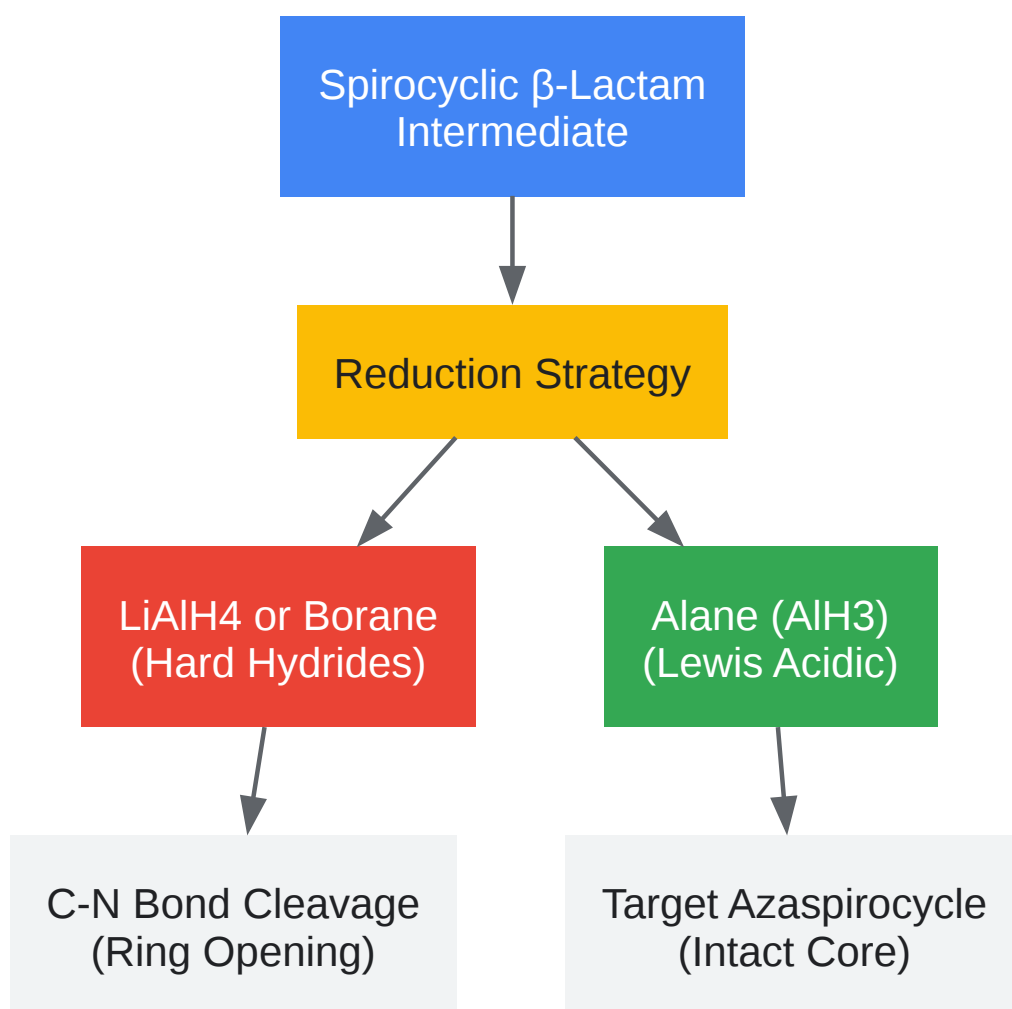 Spirocyclic β-Lactam
Intermediate
Reduction Strategy
LiAlH4 or Borane
(Hard Hydrides)
Alane (AlH3)
(Lewis Acidic)
C-N Bond Cleavage
(Ring Opening)
Target Azaspirocycle
(Intact Core)